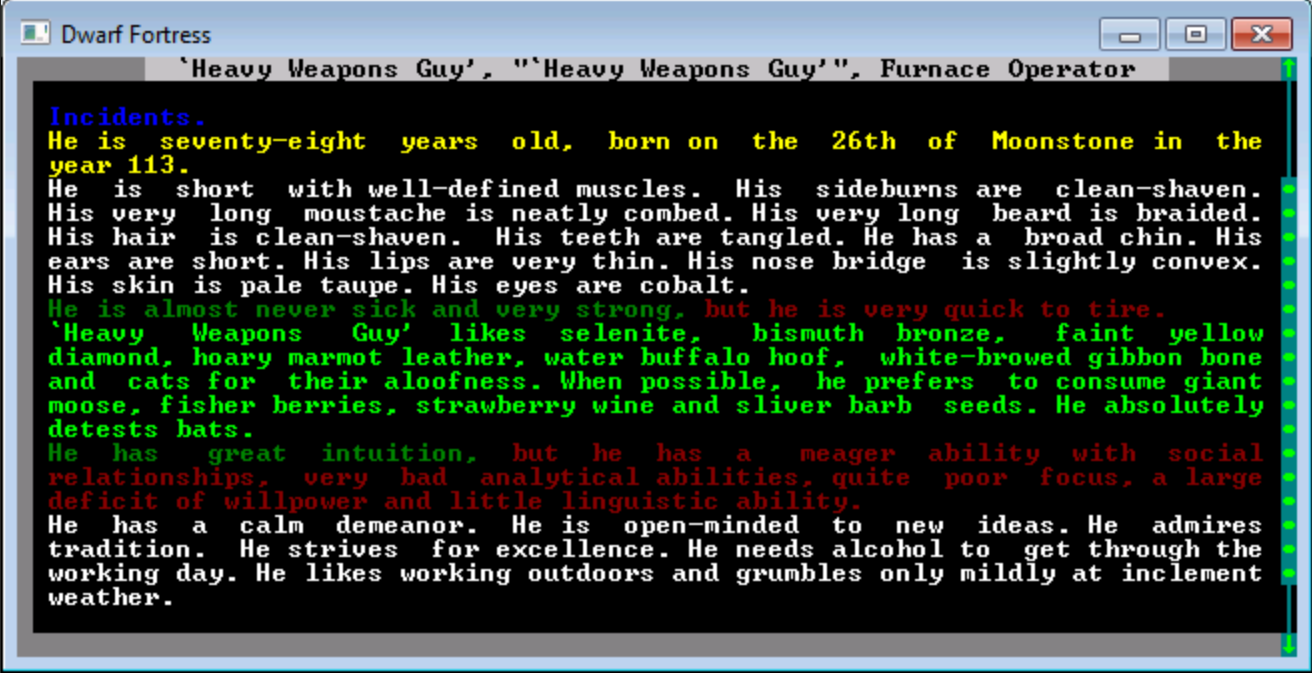 Dwarf Fortress
`Heavy Weapons Guy', "`Heavy Weapons Guy'", Furnace Operator
Incidents.
He is seventy-eight years old, born on the 26th of Moonstone in the
year 113.
He is short with well-defined muscles. His sideburns are clean-shaven.
His very long moustache is neatly combed. His very long beard is braided.
His hair is clean-shaven. His teeth are tangled. He has a broad chin. His
ears are short. His lips are very thin. His nose bridge is slightly convex.
His skin is pale taupe. His eyes are cobalt.
He is almost never sick and very strong, but he is very quick to tire.
`Heavy Weapons Guy' likes selenite, bismuth bronze, faint yellow
diamond, hoary marmot leather, water buffalo hoof, white-browed gibbon bone
and cats for their aloofness. When possible, he prefers to consume giant
moose, fisher berries, strawberry wine and sliver barb seeds. He absolutely
detests bats.
He has great intuition, but he has a meager ability with social
relationships, very bad analytical abilities, quite poor focus, a large
deficit of willpower and little linguistic ability.
He has a calm demeanor. He is open-minded to new ideas. He admires
tradition. He strives for excellence. He needs alcohol to get through the
working day. He likes working outdoors and grumbles only mildly at inclement
weather.